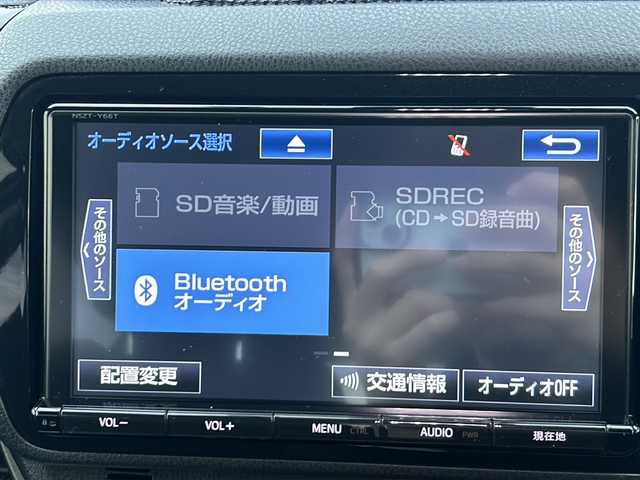 NSZT-Y66T
オーディオソース選択
SD音楽/動画
SDREC
(CD→SD録音曲)
その他のソース
その他のソース
Bluetooth
オーディオ
配置変更
交通情報
オーディオOFF
VOL−
VOL+
MENU CTRL
AUDIO PWR
現在地